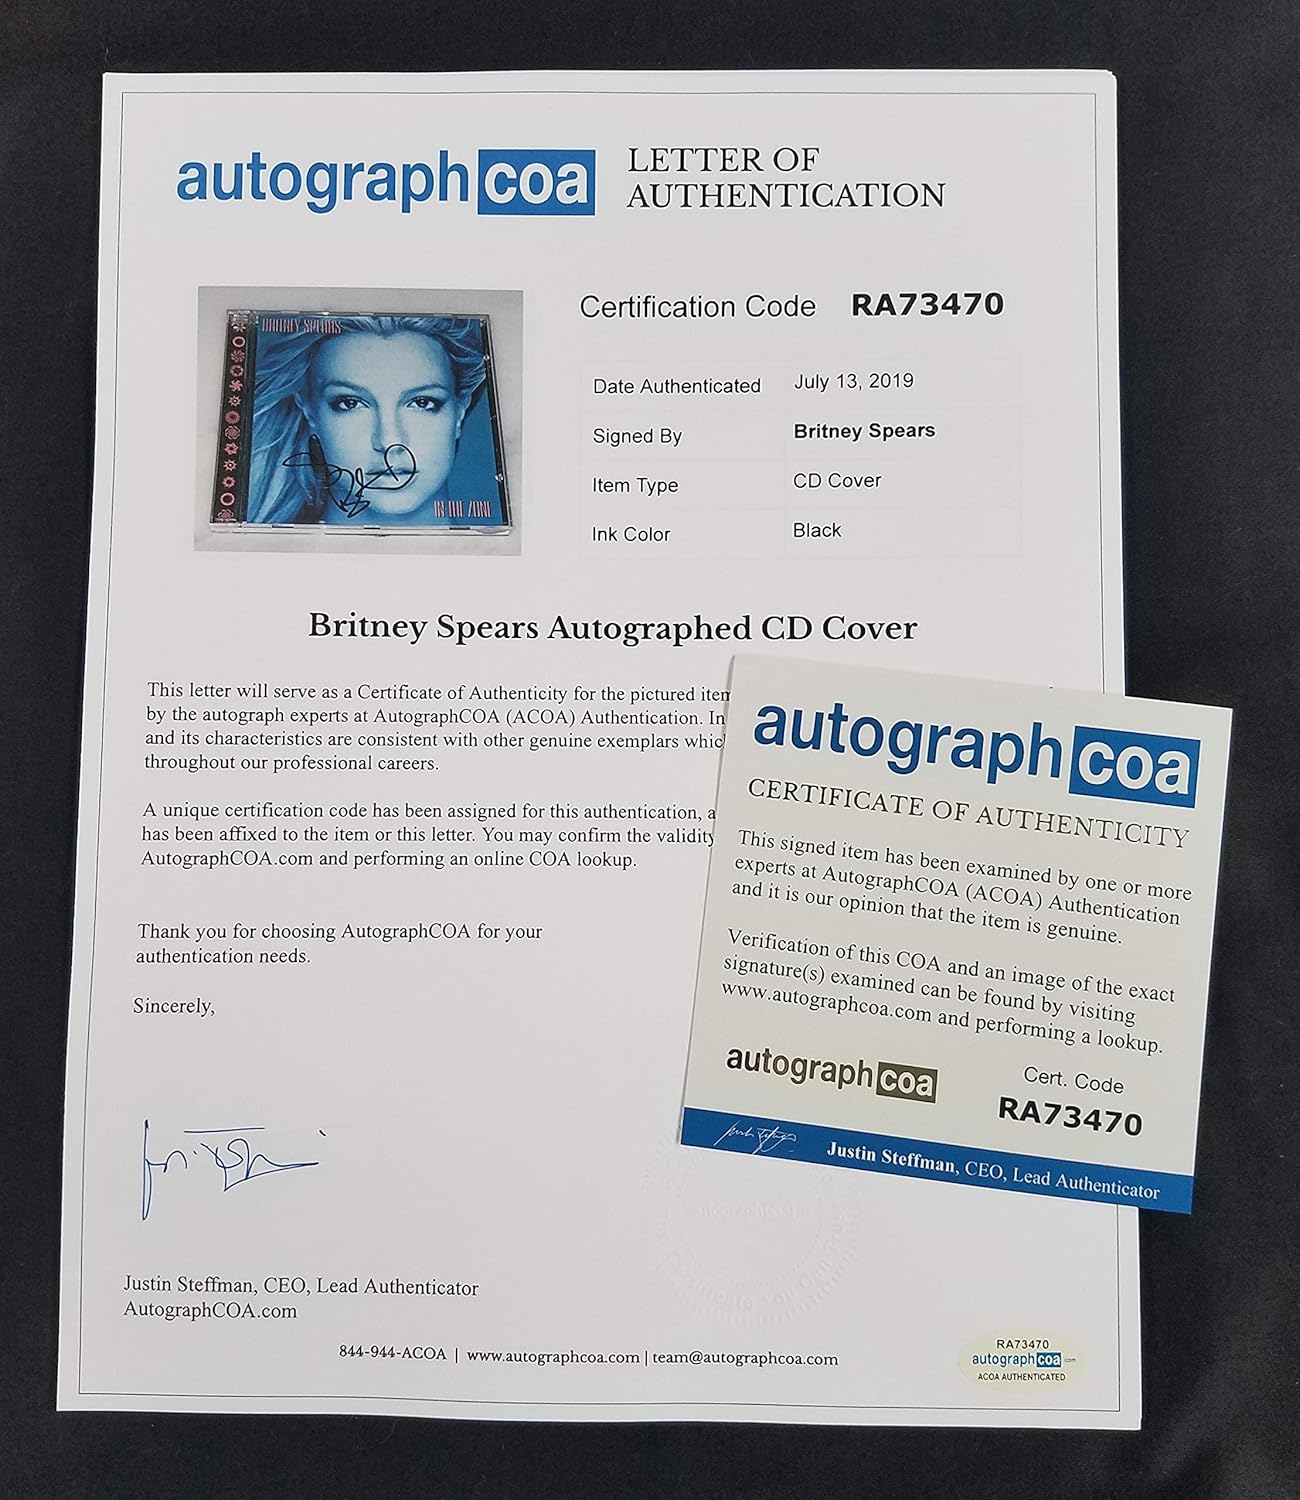 autograph coa
LETTER OF
AUTHENTICATION
BRITNEY SPEARS
IN THE ZONE
Certification Code RA73470
Date Authenticated July 13, 2019
Signed By Britney Spears
Item Type CD Cover
Ink Color Black
Britney Spears Autographed CD Cover
This letter will serve as a Certificate of Authenticity for the pictured
by the autograph experts at AutographCOA (ACOA) Authentication. In
and its characteristics are consistent with other genuine exemplars
throughout our professional careers.
A unique certification code has been assigned for this authentication,
has been affixed to the item or this letter. You may confirm the validity
AutographCOA.com and performing an online COA lookup.
Thank you for choosing AutographCOA for your
authentication needs.
Sincerely,
Justin Steffman, CEO, Lead Authenticator
AutographCOA.com
844-944-ACOA | www.autographcoa.com | team@autographcoa.com
RA73470
autographcoa.com
ACOA AUTHENTICATED
autograph coa
CERTIFICATE OF AUTHENTICITY
This signed item has been examined by one or more
experts at AutographCOA (ACOA) Authentication
and it is our opinion that the item is genuine.
Verification of this COA and an image of the exact
signature(s) examined can be found by visiting
www.autographcoa.com and performing a lookup.
autograph coa
Cert. Code
RA73470
Justin Steffman, CEO, Lead Authenticator